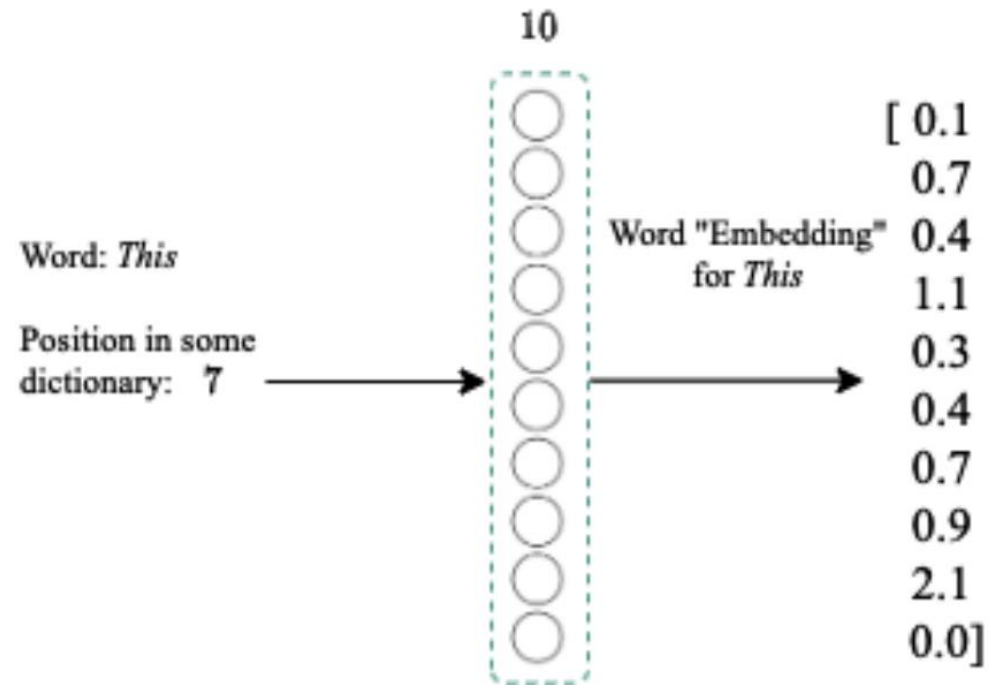 10
Word: This
Position in some
dictionary: 7
Word "Embedding"
for This
[ 0.1
0.7
0.4
1.1
0.3
0.4
0.7
0.9
2.1
0.0]